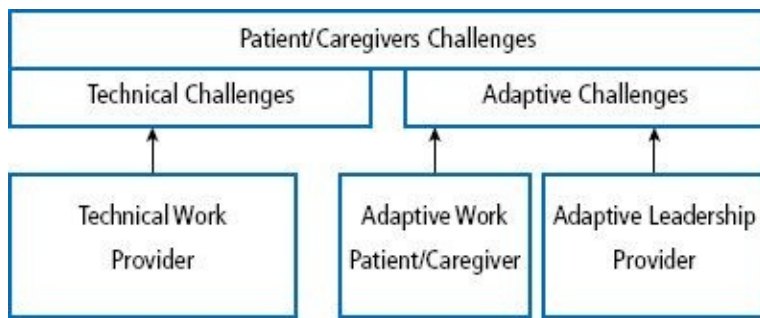 Patient/Caregivers Challenges
Technical Challenges
Adaptive Challenges
Technical Work
Provider
Adaptive Work
Patient/Caregiver
Adaptive Leadership
Provider